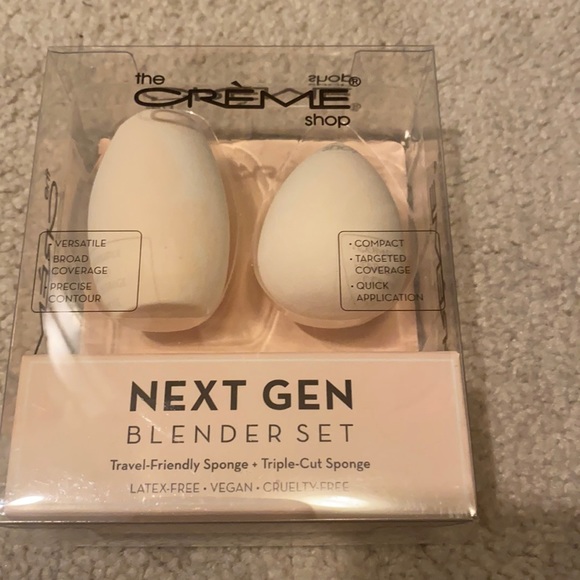 the
CRÈME®
shop
• VERSATILE
• BROAD
COVERAGE
• PRECISE
CONTOUR
• COMPACT
• TARGETED
COVERAGE
• QUICK
APPLICATION
NEXT GEN
BLENDER SET
Travel-Friendly Sponge + Triple-Cut Sponge
LATEX-FREE • VEGAN • CRUELTY-FREE